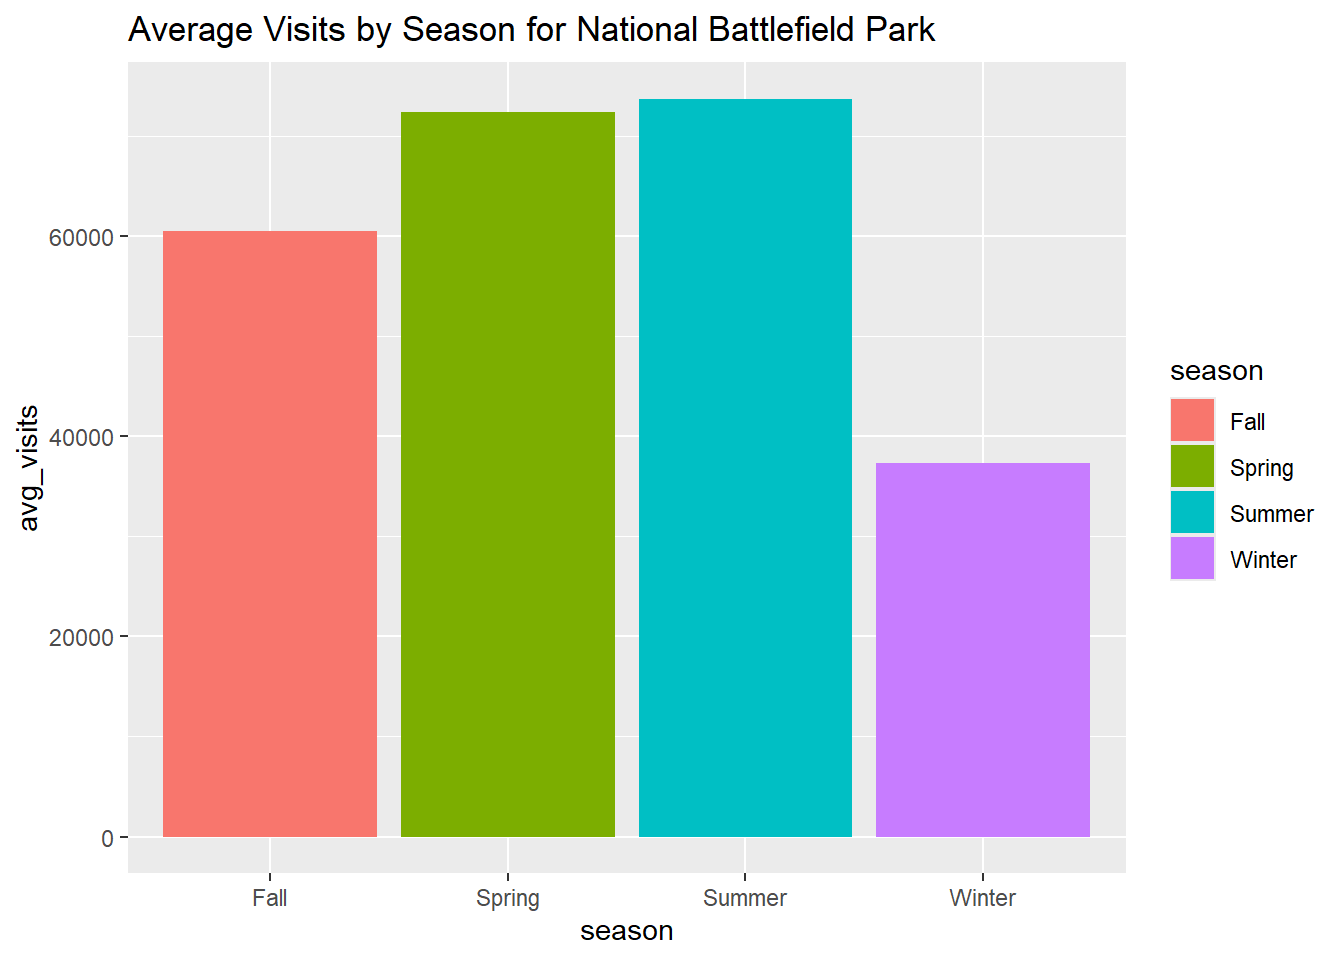 Average Visits by Season for National Battlefield Park
avg_visits
60000
40000
20000
0
Fall
Spring
Summer
Winter
season
season
Fall
Spring
Summer
Winter